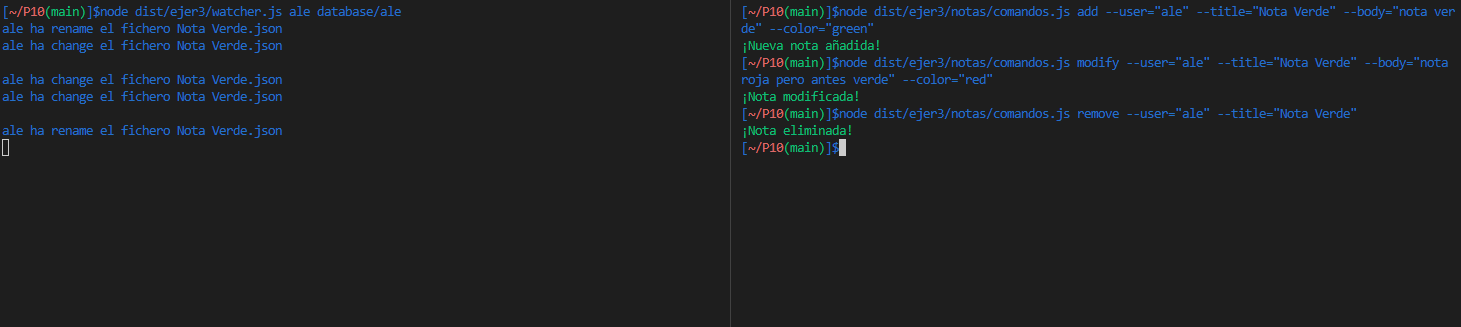 [~/P10(main)]$node dist/ejer3/watcher.js ale database/ale
ale ha rename el fichero Nota Verde.json
ale ha change el fichero Nota Verde.json
ale ha change el fichero Nota Verde.json
ale ha change el fichero Nota Verde.json
ale ha rename el fichero Nota Verde.json
[~/P10(main)]$node dist/ejer3/notas/comandos.js add --user="ale" --title="Nota Verde" --body="nota ver
de" --color="green"
¡Nueva nota añadida!
[~/P10(main)]$node dist/ejer3/notas/comandos.js modify --user="ale" --title="Nota Verde" --body="nota
roja pero antes verde" --color="red"
¡Nota modificada!
[~/P10(main)]$node dist/ejer3/notas/comandos.js remove --user="ale" --title="Nota Verde"
¡Nota eliminada!
[~/P10(main)]$